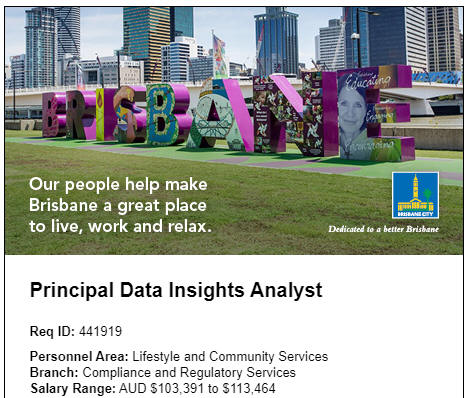 BRISBANE
Educating
Our people help make
Brisbane a great place
to live, work and relax.
BRISBANE CITY
Dedicated to a better Brisbane
Principal Data Insights Analyst
Req ID: 441919
Personnel Area: Lifestyle and Community Services
Branch: Compliance and Regulatory Services
Salary Range: AUD $103,391 to $113,464